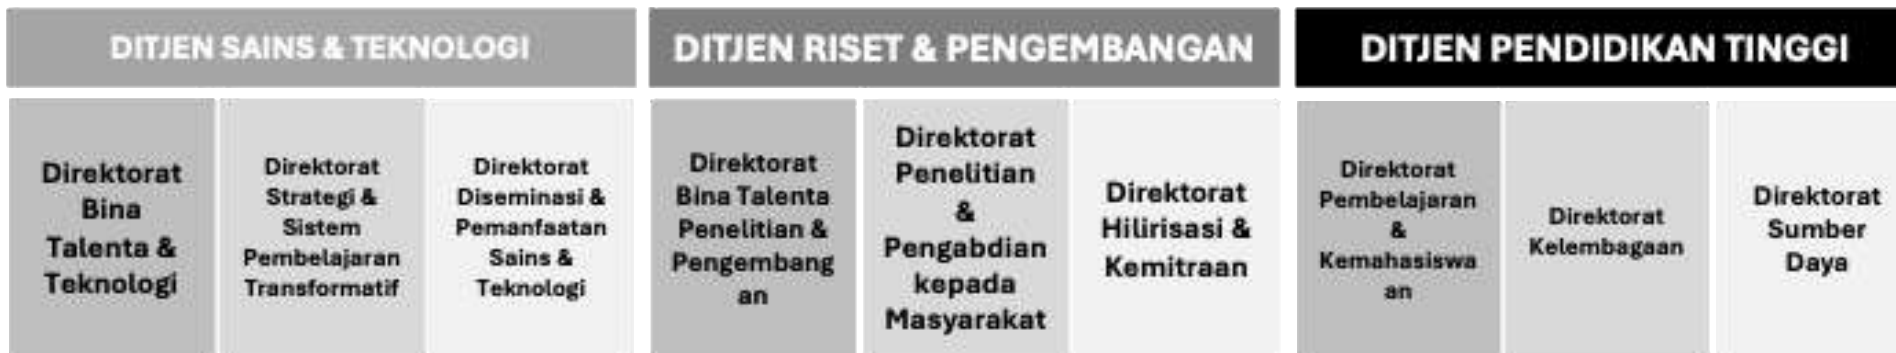 DITJEN SAINS & TEKNOLOGI
DITJEN RISET & PENGEMBANGAN
DITJEN PENDIDIKAN TINGGI
Direktorat
Bina
Talenta &
Teknologi
Direktorat
Strategi &
Sistem
Pembelajaran
Transformatif
Direktorat
Diseminasi &
Pemanfaatan
Sains &
Teknologi
Direktorat
Bina Talenta
Penelitian &
Pengembang
an
Direktorat
Penelitian
&
Pengabdian
kepada
Masyarakat
Direktorat
Hilirisasi &
Kemitraan
Direktorat
Pembelajaran
&
Kemahasiswa
an
Direktorat
Kelembagaan
Direktorat
Sumber
Daya